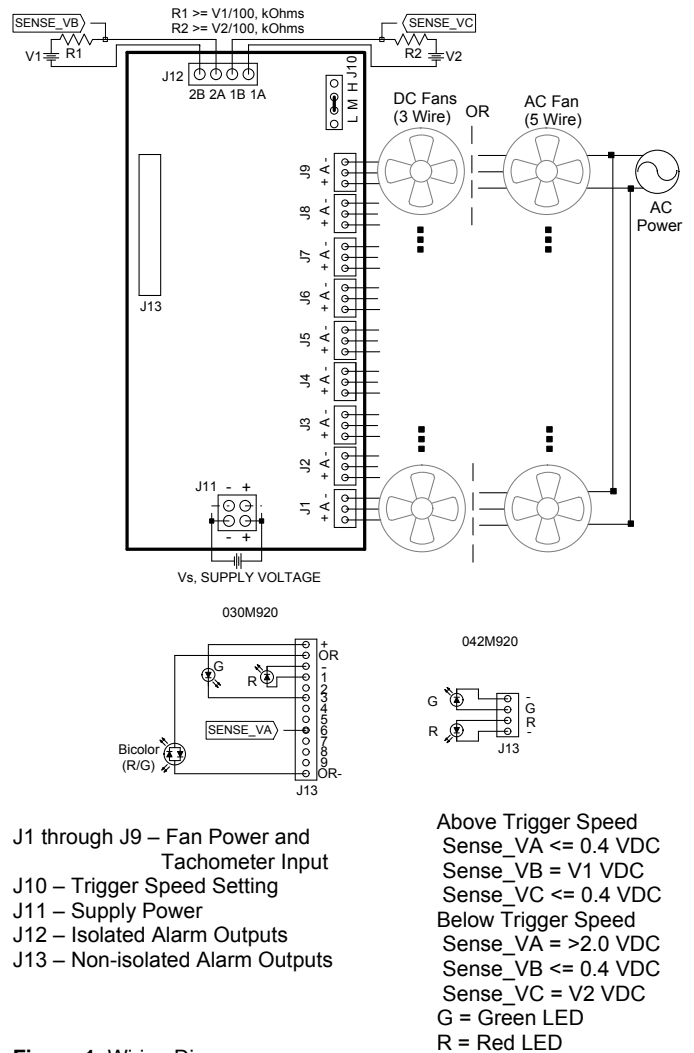 R1 >= V1/100, kOhms
R2 >= V2/100, kOhms
SENSE_VB
SENSE_VC
V1
R1
R2
V2
J12
2B 2A 1B 1A
J10
L M H
DC Fans
(3 Wire)
OR
AC Fan
(5 Wire)
AC
Power
J9
+ A -
J8
+ A -
J7
+ A -
J6
+ A -
J5
+ A -
J4
+ A -
J3
+ A -
J2
+ A -
J1
+ A -
J13
J11
- +
- +
Vs, SUPPLY VOLTAGE
030M920
+
OR
-
1
2
3
4
5
6
7
8
9
OR-
J13
G
R
SENSE_VA
Bicolor
(R/G)
042M920
G
R
-
G
R
-
J13
J1 through J9 – Fan Power and
Tachometer Input
J10 – Trigger Speed Setting
J11 – Supply Power
J12 – Isolated Alarm Outputs
J13 – Non-isolated Alarm Outputs
Above Trigger Speed
Sense_VA <= 0.4 VDC
Sense_VB = V1 VDC
Sense_VC <= 0.4 VDC
Below Trigger Speed
Sense_VA = >2.0 VDC
Sense_VB <= 0.4 VDC
Sense_VC = V2 VDC
G = Green LED
R = Red LED